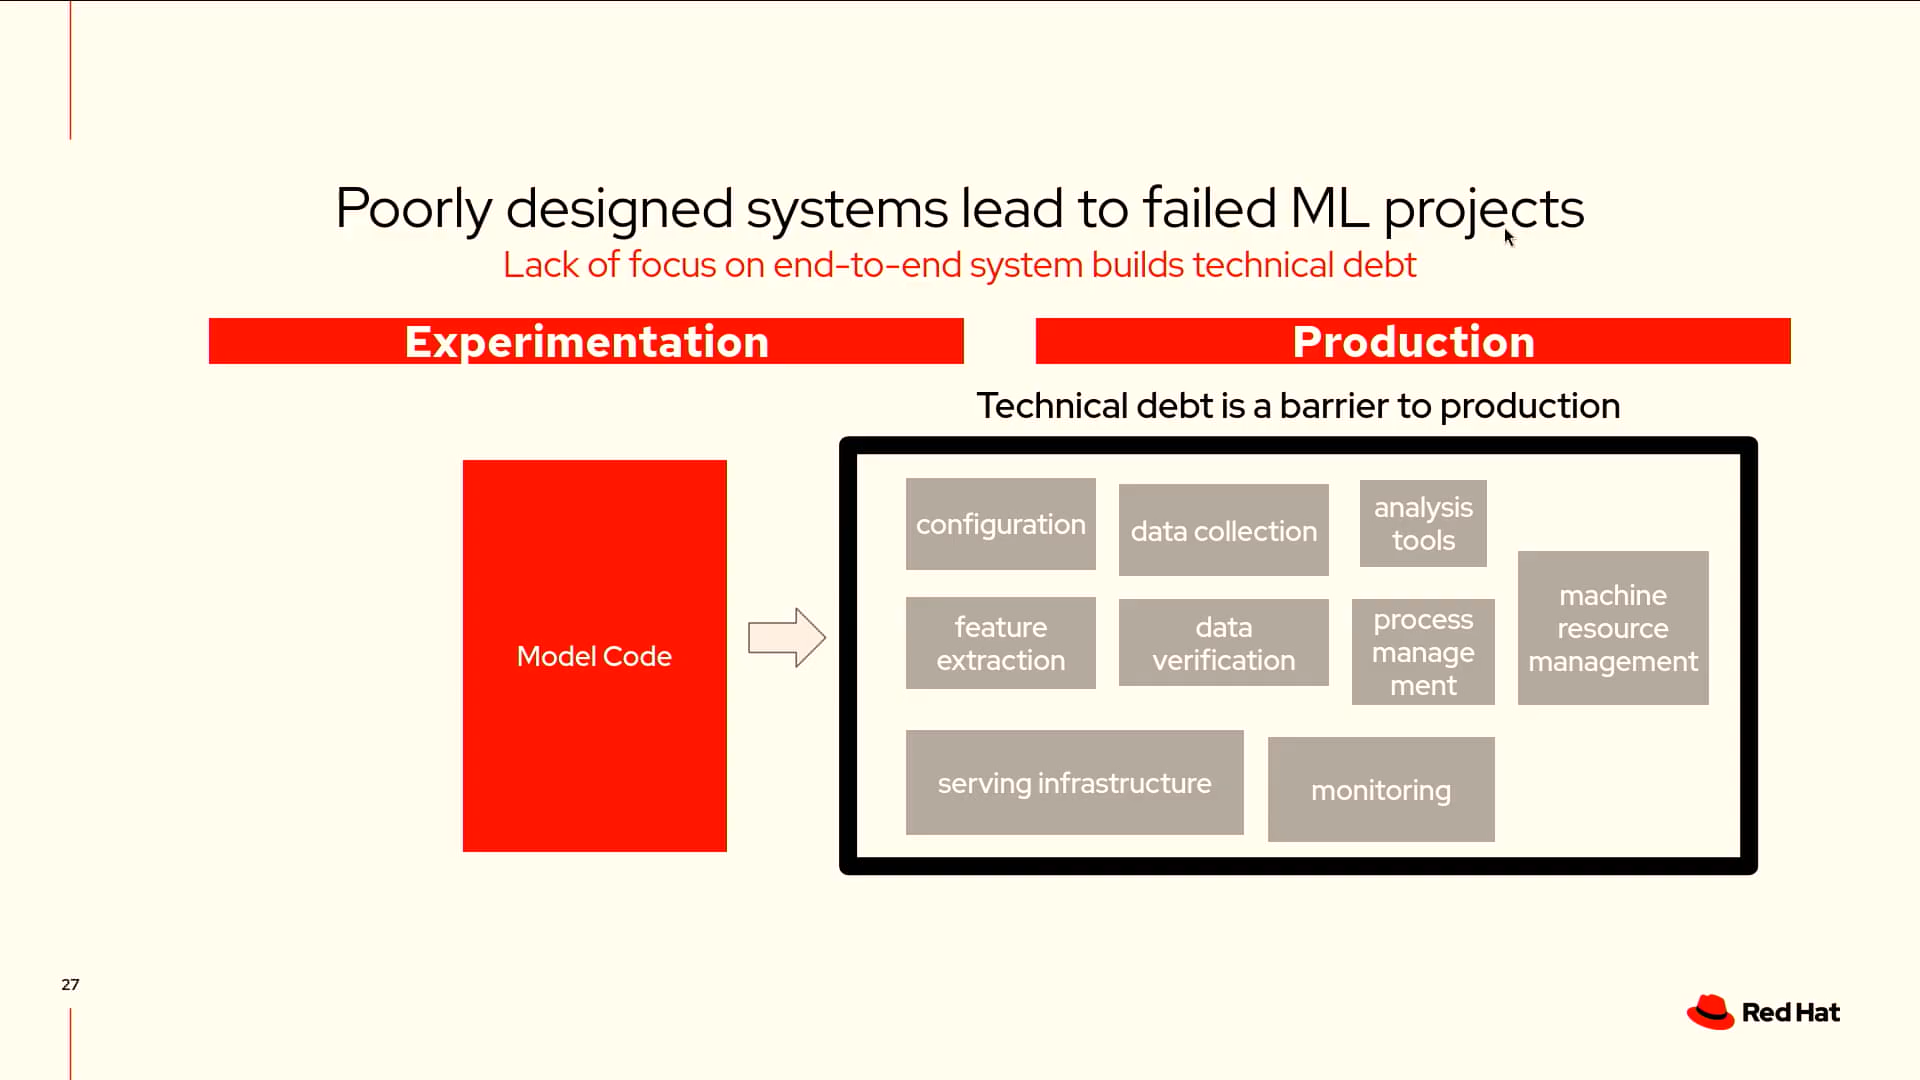 Poorly designed systems lead to failed ML projects
Lack of focus on end-to-end system builds technical debt
Experimentation
Production
Technical debt is a barrier to production
Model Code
configuration
data collection
analysis
tools
feature
extraction
data
verification
process
manage
ment
machine
resource
management
serving infrastructure
monitoring
27
Red Hat